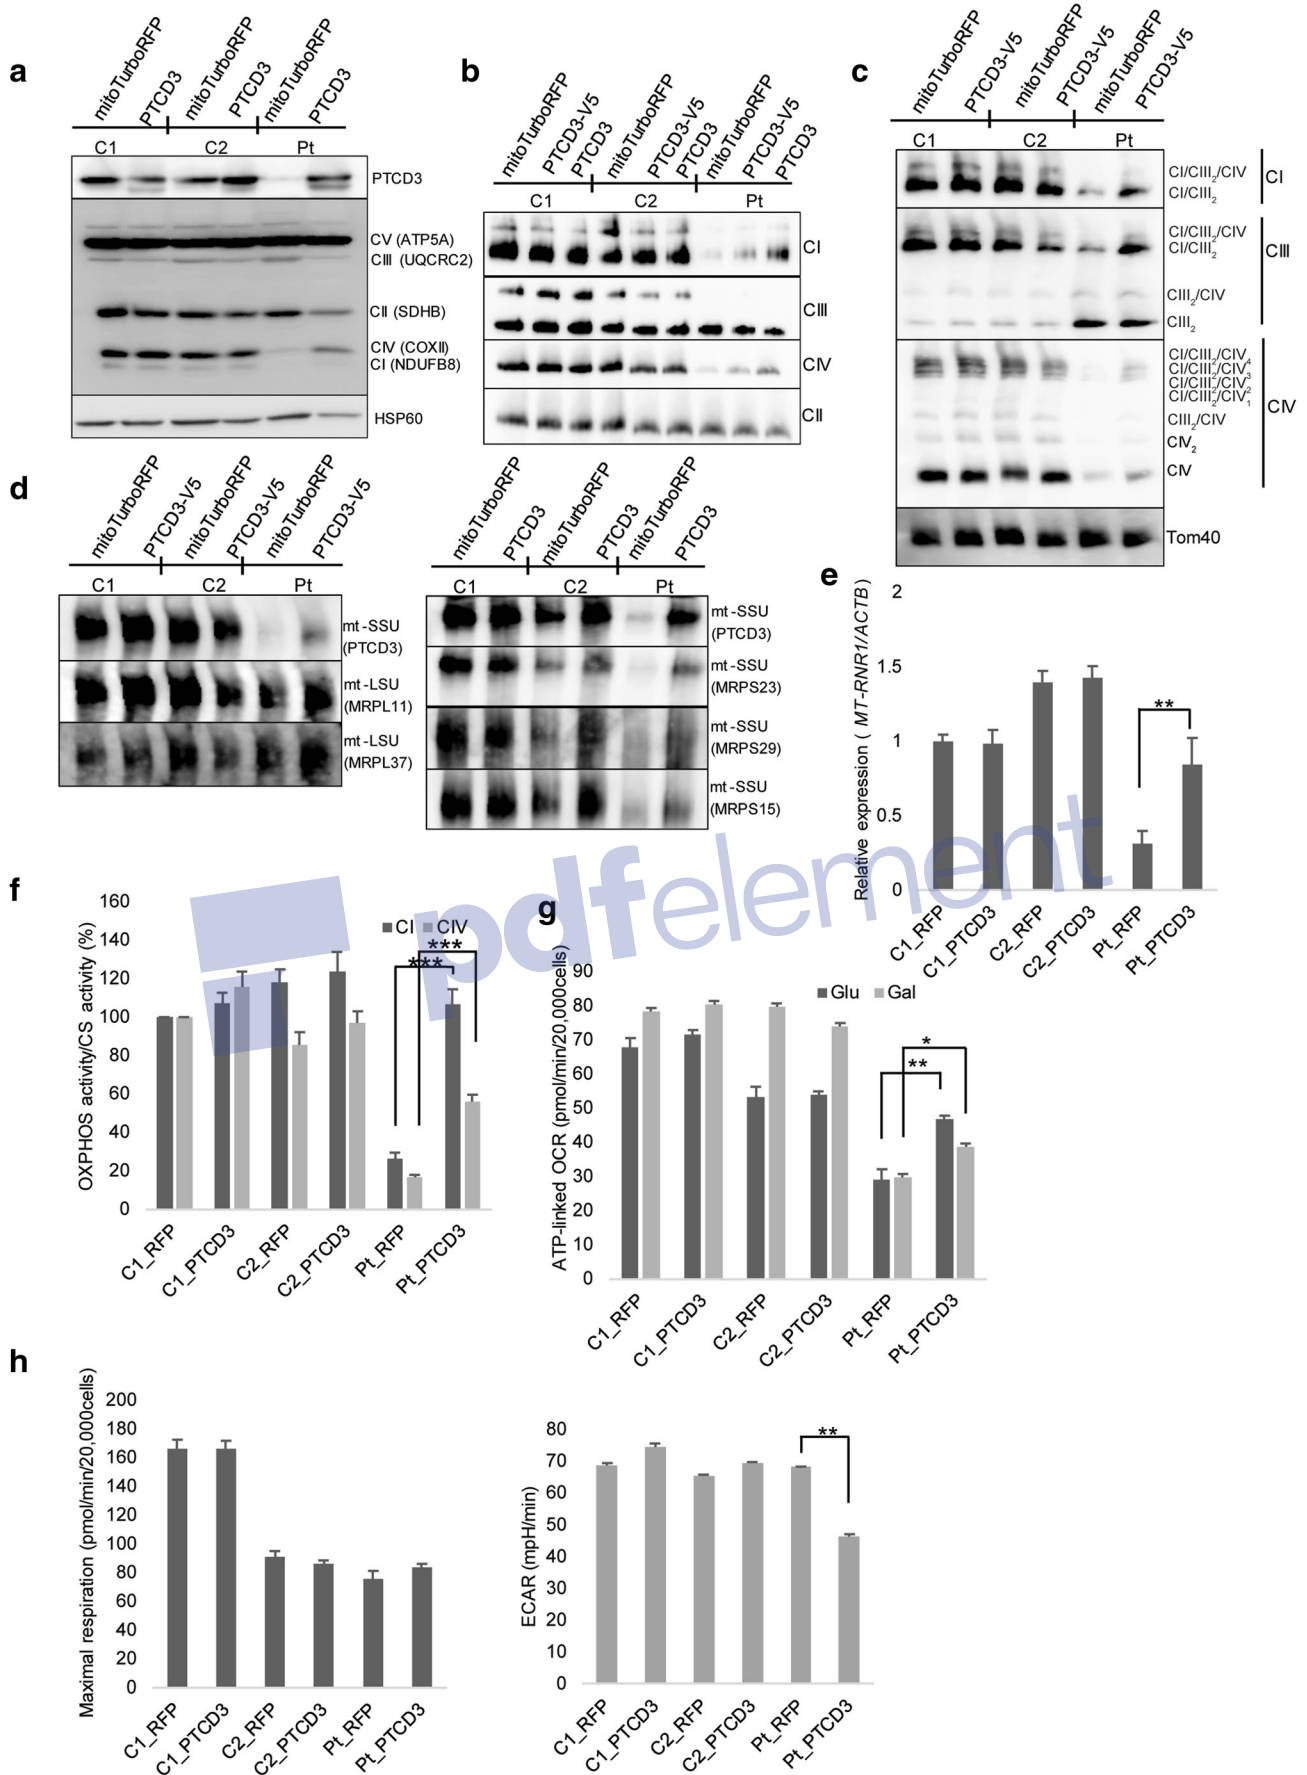 a
mitoTurboRFP
PTCD3
mitoTurboRFP
PTCD3
mitoTurboRFP
PTCD3
C1
C2
Pt
PTCD3
CV (ATP5A)
CIII (UQCRC2)
CII (SDHB)
CIV (COXII)
CI (NDUFB8)
HSP60
b
mitoTurboRFP
PTCD3-V5
PTCD3
mitoTurboRFP
PTCD3-V5
PTCD3
mitoTurboRFP
PTCD3-V5
PTCD3
C1
C2
Pt
CI
CIII
CIV
CII
c
mitoTurboRFP
PTCD3-V5
mitoTurboRFP
PTCD3-V5
mitoTurboRFP
PTCD3-V5
C1
C2
Pt
CI/CIII2/CIV
CI/CIII2
CI
CI/CIII2/CIV
CI/CIII2
CIII2/CIV
CIII2
CIII
CI/CIII2/CIV4
CI/CIII2/CIV3
CI/CIII2/CIV2
CI/CIII2/CIV1
CIII2/CIV
CIV2
CIV
CIV
Tom40
d
mitoTurboRFP
PTCD3-V5
mitoTurboRFP
PTCD3-V5
mitoTurboRFP
PTCD3-V5
C1
C2
Pt
mt-SSU
(PTCD3)
mt-LSU
(MRPL11)
mt-LSU
(MRPL37)
mitoTurboRFP
PTCD3
mitoTurboRFP
PTCD3
mitoTurboRFP
PTCD3
C1
C2
Pt
mt-SSU
(PTCD3)
mt-SSU
(MRPS23)
mt-SSU
(MRPS29)
mt-SSU
(MRPS15)
e
Relative expression ( MT-RNR1/ACTB)
2
1.5
1
0.5
0
**
C1_RFP
C1_PTCD3
C2_RFP
C2_PTCD3
Pt_RFP
Pt_PTCD3
pdfelement
f
OXPHOS activity/CS activity (%)
160
140
120
100
80
60
40
20
0
CI CIV
***
***
C1_RFP
C1_PTCD3
C2_RFP
C2_PTCD3
Pt_RFP
Pt_PTCD3
g
ATP-linked OCR (pmol/min/20,000cells)
90
80
70
60
50
40
30
20
10
0
Glu Gal
*
**
C1_RFP
C1_PTCD3
C2_RFP
C2_PTCD3
Pt_RFP
Pt_PTCD3
h
Maximal respiration (pmol/min/20,000cells)
200
180
160
140
120
100
80
60
40
20
0
C1_RFP
C1_PTCD3
C2_RFP
C2_PTCD3
Pt_RFP
Pt_PTCD3
ECAR (mpH/min)
80
70
60
50
40
30
20
10
0
**
C1_RFP
C1_PTCD3
C2_RFP
C2_PTCD3
Pt_RFP
Pt_PTCD3